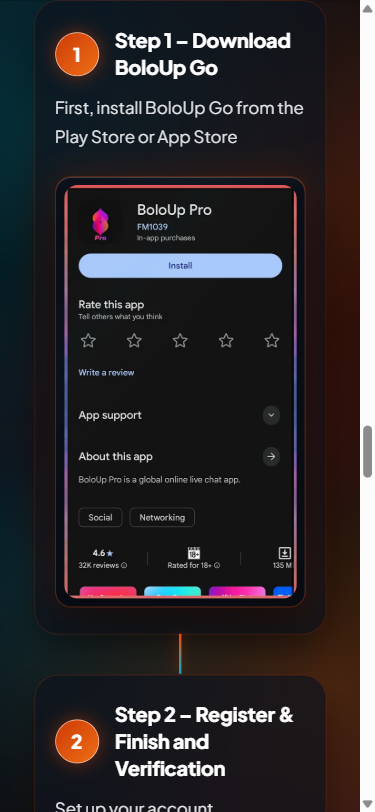 1
Step 1 – Download
BoloUp Go
First, install BoloUp Go from the
Play Store or App Store
Pro
BoloUp Pro
FM1039
In-app purchases
Install
Rate this app
Tell others what you think
Write a review
App support
About this app
BoloUp Pro is a global online live chat app.
Social
Networking
4.6★
32K reviews
18+
Rated for 18+
135 M
2
Step 2 – Register &
Finish and
Verification
Set up your account